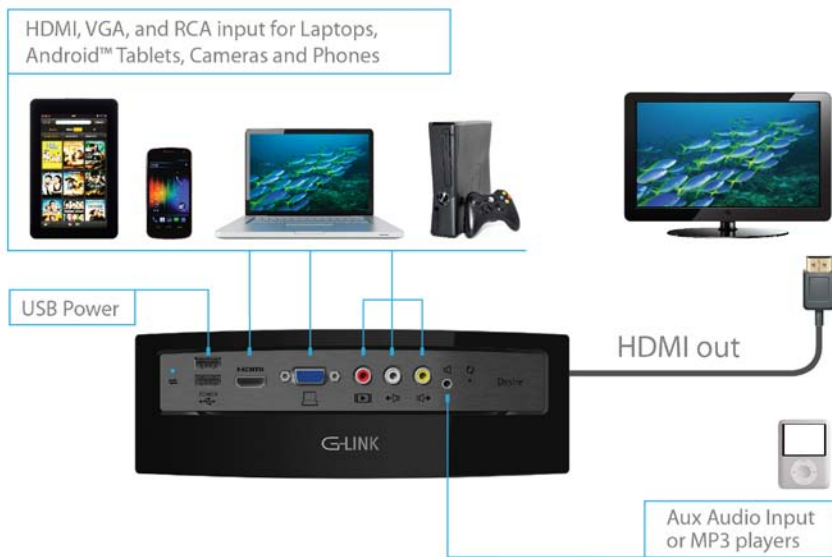 HDMI, VGA, and RCA input for Laptops,
Android™ Tablets, Cameras and Phones
USB Power
HDMI out
HDMI
POWER
G-LINK
Aux Audio Input
or MP3 players